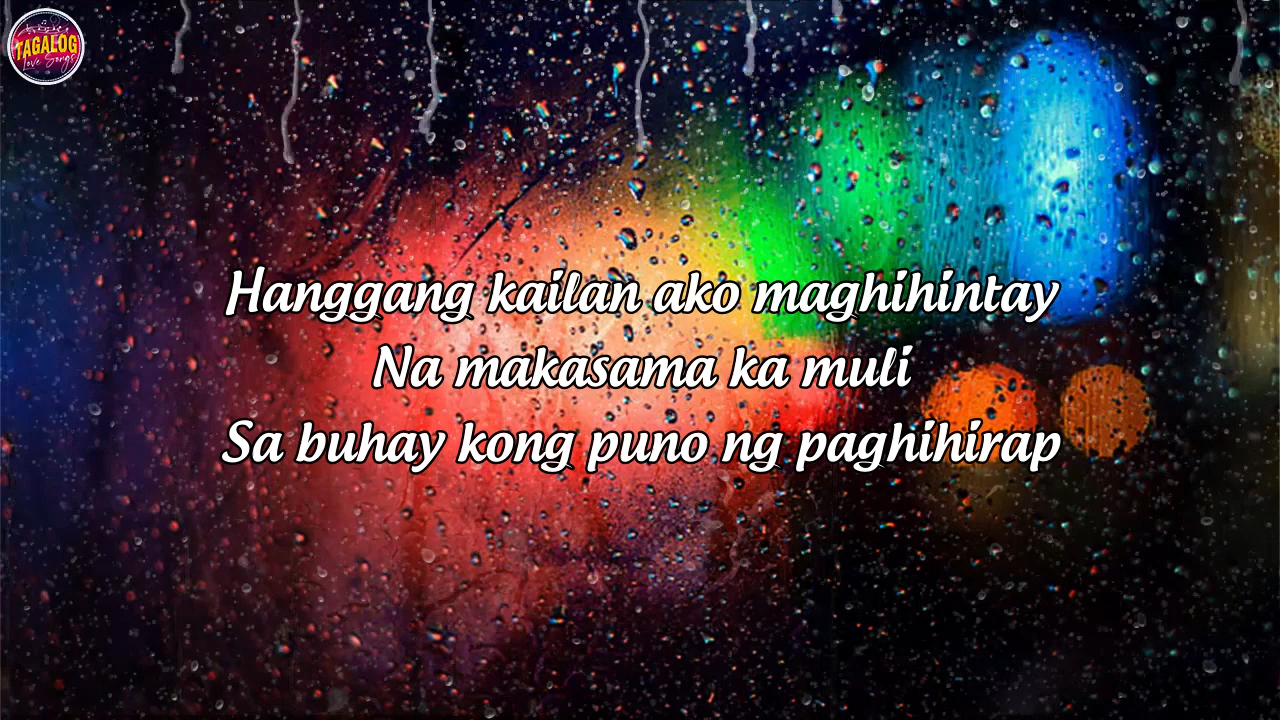 TAGALOG
Love Songs
Hanggang kailan ako maghihintay
Na makasama ka muli
Sa buhay kong puno ng paghihirap